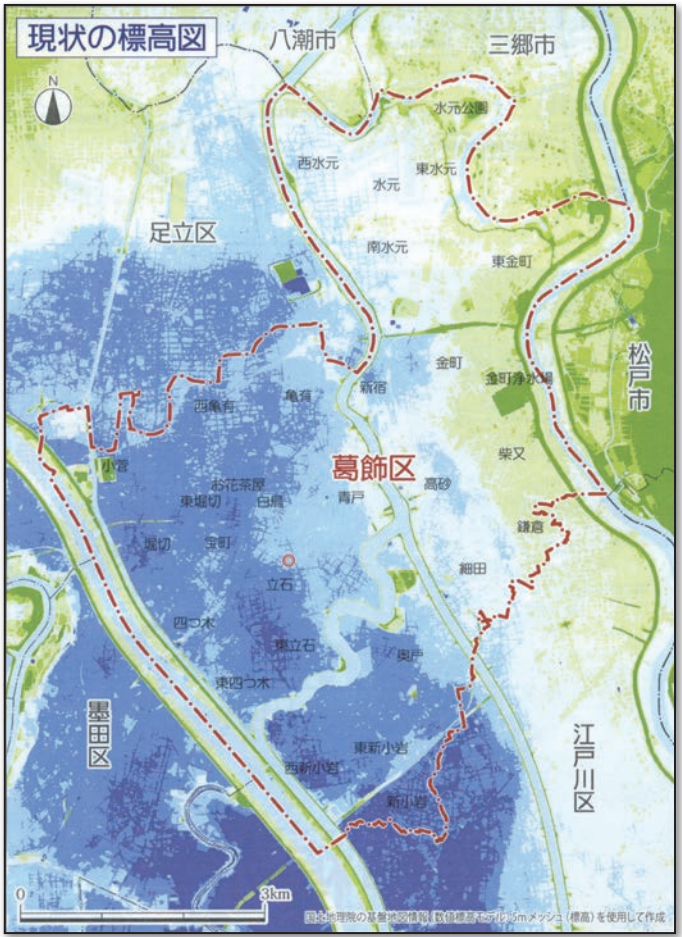 現状の標高図
八潮市
三郷市
N
水元公園
西水元
東水元
水元
足立区
南水元
東金町
松戸市
金町
金町浄水場
新宿
亀有
西亀有
柴又
小菅
葛飾区
お花茶屋
高砂
青戸
東堀切
白鳥
鎌倉
堀切
宝町
細田
立石
四つ木
東立石
奥戸
東四つ木
墨田区
江戸川区
東新小岩
西新小岩
新小岩
0
3km
国土地理院の基盤地図情報(数値標高モデル)5mメッシュ(標高)を使用して作成